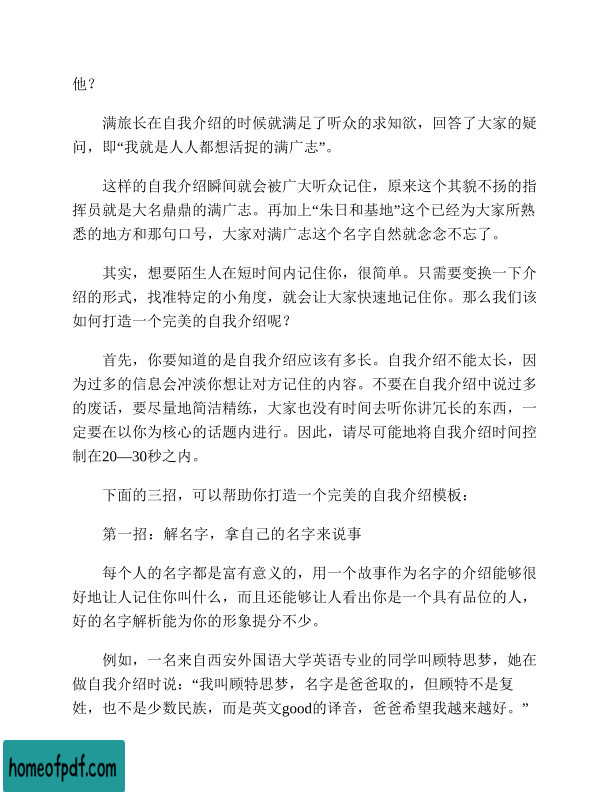 他？
满旅长在自我介绍的时候就满足了听众的求知欲，回答了大家的疑
问，即“我就是人人都想活捉的满广志”。
这样的自我介绍瞬间就会被广大听众记住，原来这个其貌不扬的指
挥员就是大名鼎鼎的满广志。再加上“朱日和基地”这个已经为大家所熟
悉的地方和那句口号，大家对满广志这个名字自然就念念不忘了。
其实，想要陌生人在短时间内记住你，很简单。只需要变换一下介
绍的形式，找准特定的小角度，就会让大家快速地记住你。那么我们该
如何打造一个完美的自我介绍呢？
首先，你要知道的是自我介绍应该有多长。自我介绍不能太长，因
为过多的信息会冲淡你想让对方记住的内容。不要在自我介绍中说过多
的废话，要尽量地简洁精练，大家也没有时间去听你讲冗长的东西，一
定要在以你为核心的话题内进行。因此，请尽可能地将自我介绍时间控
制在20—30秒之内。
下面的三招，可以帮助你打造一个完美的自我介绍模板：
第一招：解名字，拿自己的名字来说事
每个人的名字都是富有意义的，用一个故事作为名字的介绍能够很
好地让人记住你叫什么，而且还能够让人看出你是一个具有品位的人，
好的名字解析能为你的形象提分不少。
例如，一名来自西安外国语大学英语专业的同学叫顾特思梦，她在
做自我介绍时说：“我叫顾特思梦，名字是爸爸取的，但顾特不是复
姓，也不是少数民族，而是英文good的译音，爸爸希望我越来越好。”
homeofpdf.com